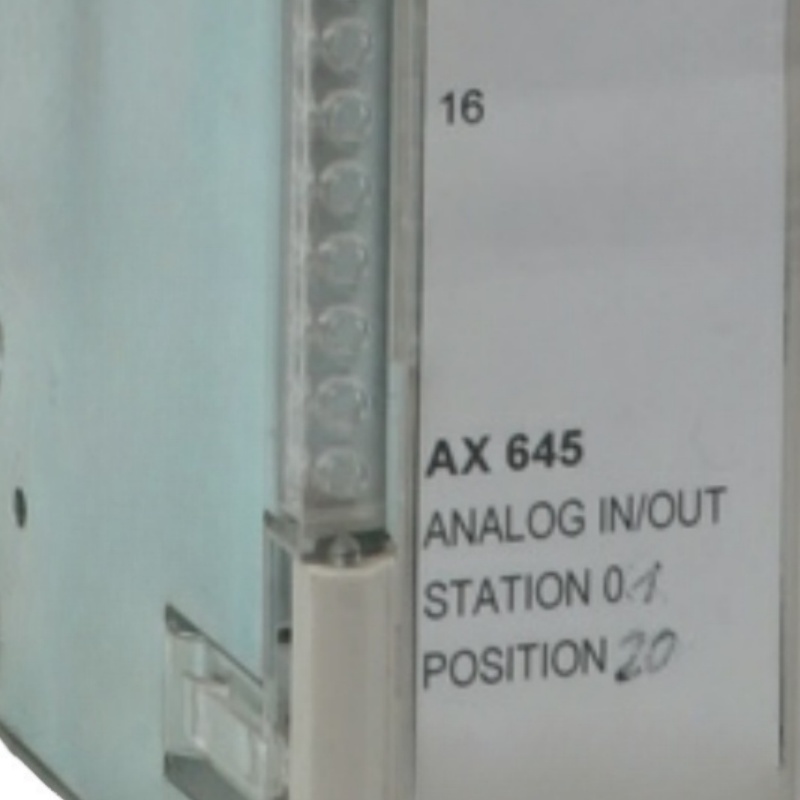 16
AX 645
ANALOG IN/OUT
STATION 01
POSITION 20